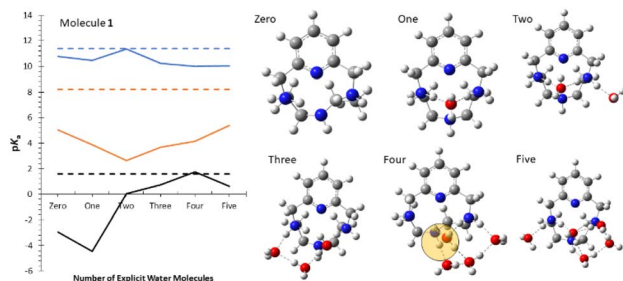 Molecule 1
pKa
16
14
12
10
8
6
4
2
0
-2
-4
-6
Zero One Two Three Four Five
Number of Explicit Water Molecules
Zero One Two
Three Four Five